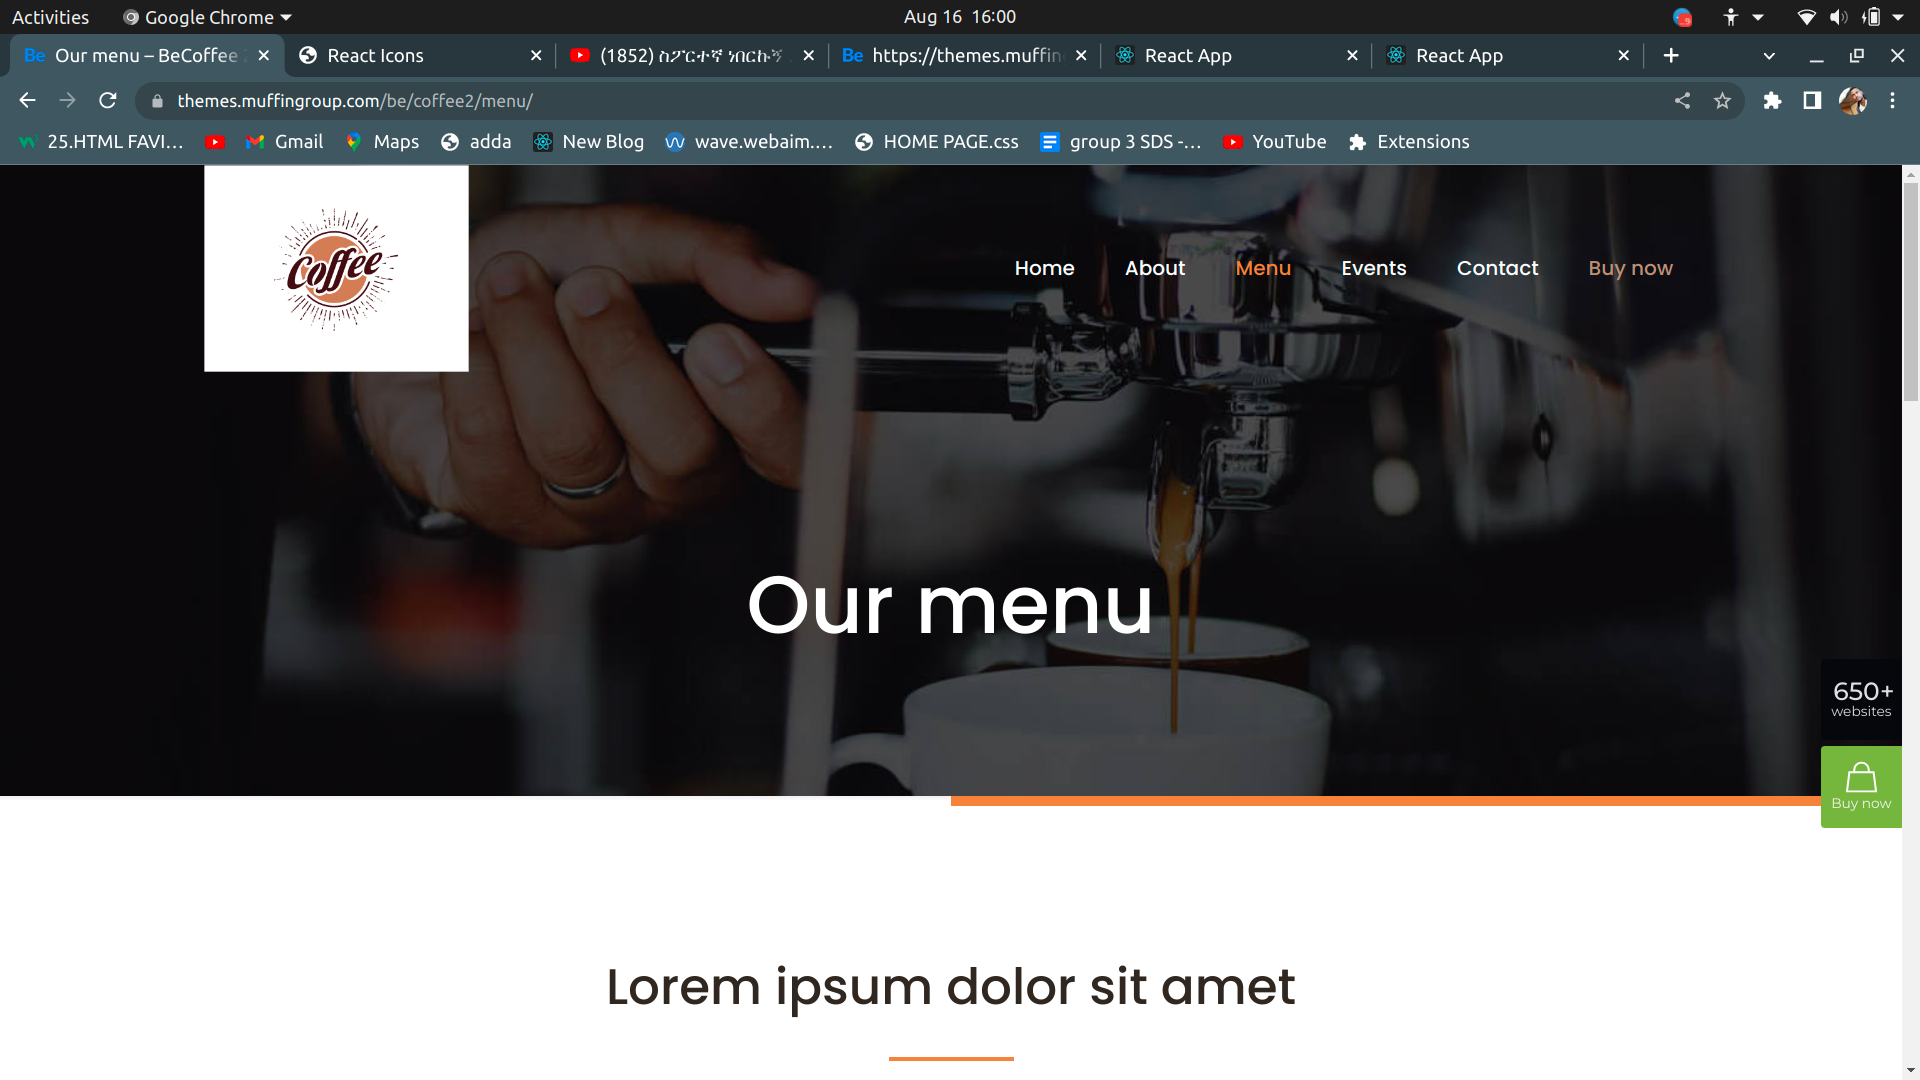 Activities
Google Chrome
Aug 16 16:00
Our menu – BeCoffee
React Icons
(1852) ስፖርተኛ ነበርኩኝ
https://themes.muffin
React App
React App
themes.muffingroup.com/be/coffee2/menu/
25.HTML FAVI...
Gmail
Maps
adda
New Blog
wave.webaim....
HOME PAGE.css
group 3 SDS -...
YouTube
Extensions
Coffee
Home
About
Menu
Events
Contact
Buy now
Our menu
650+
websites
Buy now
Lorem ipsum dolor sit amet